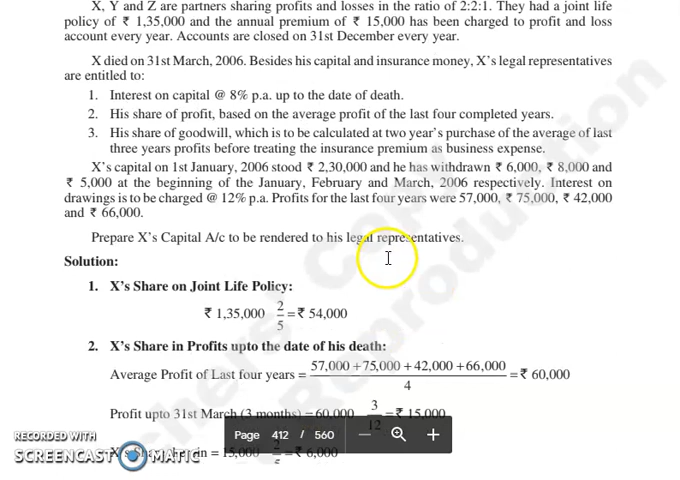 X, Y and Z are partners sharing profits and losses in the ratio of 2:2:1. They had a joint life
policy of ₹ 1,35,000 and the annual premium of ₹ 15,000 has been charged to profit and loss
account every year. Accounts are closed on 31st December every year.
X died on 31st March, 2006. Besides his capital and insurance money, X's legal representatives
are entitled to:
1. Interest on capital @ 8% p.a. up to the date of death.
2. His share of profit, based on the average profit of the last four completed years.
3. His share of goodwill, which is to be calculated at two year's purchase of the average of last
three years profits before treating the insurance premium as business expense.
X's capital on 1st January, 2006 stood ₹ 2,30,000 and he has withdrawn ₹ 6,000, ₹ 8,000 and
₹ 5,000 at the beginning of the January, February and March, 2006 respectively. Interest on
drawings is to be charged @ 12% p.a. Profits for the last four years were 57,000, ₹ 75,000, ₹ 42,000
and ₹ 66,000.
Prepare X's Capital A/c to be rendered to his legal representatives.
Solution:
1. X's Share on Joint Life Policy:
₹ 1,35,000 2/5 = ₹ 54,000
2. X's Share in Profits upto the date of his death:
Average Profit of Last four years = 57,000 + 75,000 + 42,000 + 66,000 / 4 = ₹ 60,000
Profit upto 31st March (3 months) = 60,000 3/12 = ₹ 15,000
RECORDED WITH
SCREENCAST MATIC
Page 412 / 560 — +
= 15,000 = ₹ 6,000